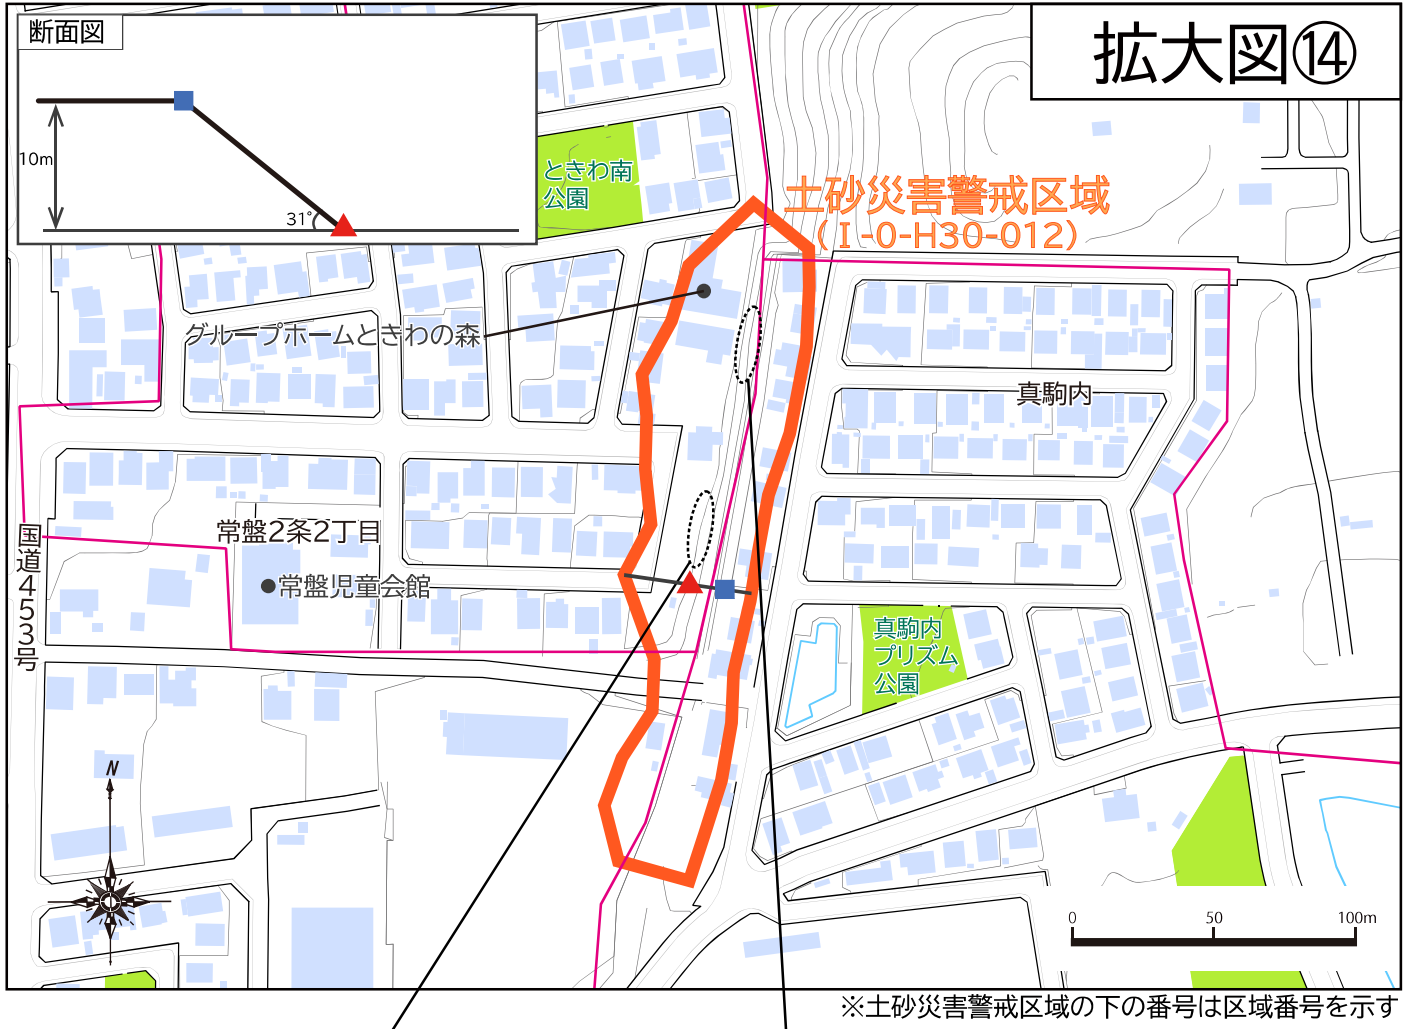 断面図
10m
31°
拡大図⑭
ときわ南
公園
土砂災害警戒区域
(Ⅰ-0-H30-012)
グループホームときわの森
真駒内
常盤2条2丁目
常盤児童会館
国道453号
真駒内
プリズム
公園
N
0 50 100m
※土砂災害警戒区域の下の番号は区域番号を示す